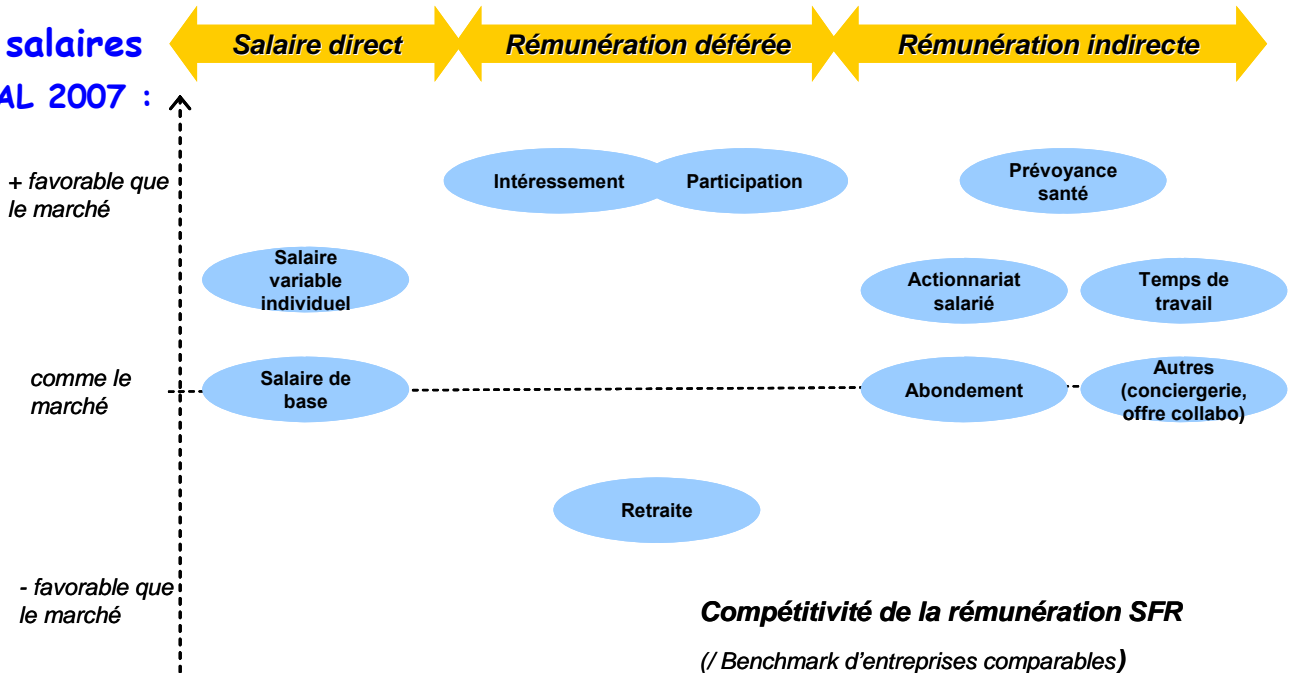 salaires
AL 2007 :
Salaire direct
Rémunération déférée
Rémunération indirecte
+ favorable que
le marché
Intéressement
Participation
Prévoyance
santé
Salaire
variable
individuel
Actionnariat
salarié
Temps de
travail
comme le
marché
Salaire de
base
Abondement
Autres
(conciergerie,
offre collabo)
Retraite
- favorable que
le marché
Compétitivité de la rémunération SFR
(/ Benchmark d’entreprises comparables)